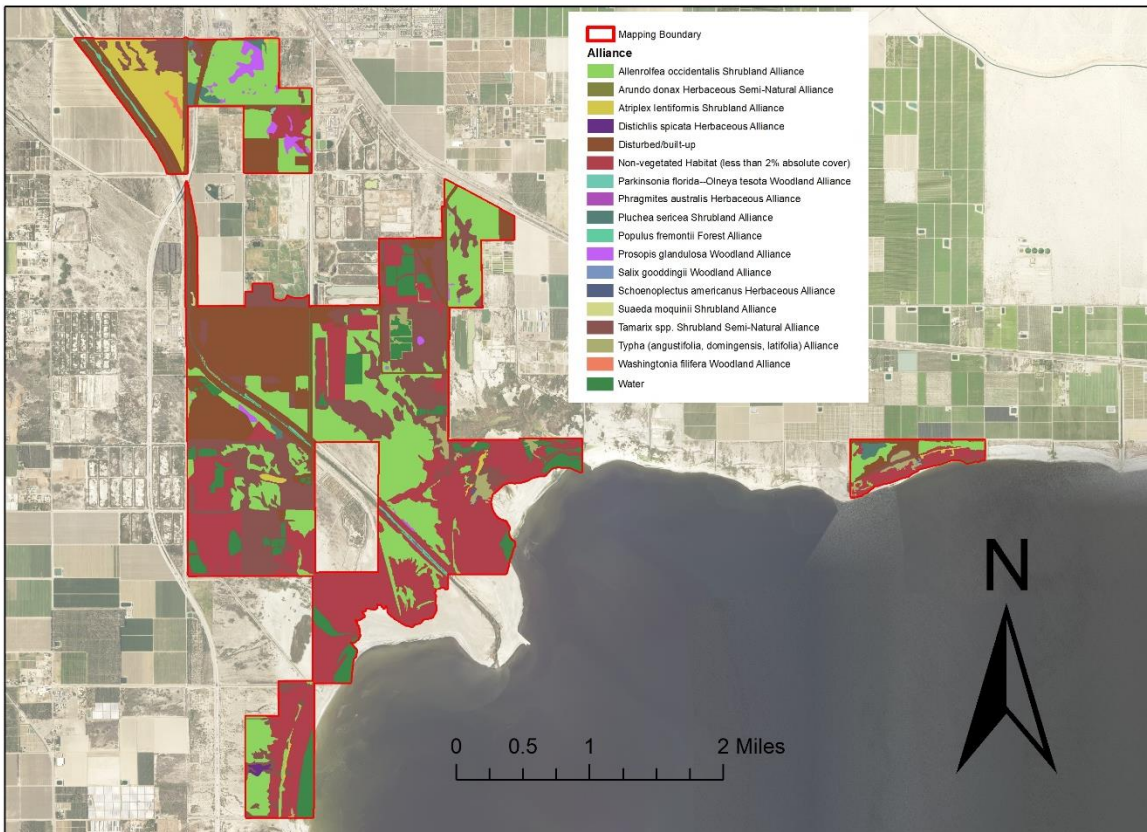 Mapping Boundary
Alliance
Allenrolfea occidentalis Shrubland Alliance
Arundo donax Herbaceous Semi-Natural Alliance
Atriplex lentiformis Shrubland Alliance
Distichlis spicata Herbaceous Alliance
Disturbed/built-up
Non-vegetated Habitat (less than 2% absolute cover)
Parkinsonia florida--Olneya tesota Woodland Alliance
Phragmites australis Herbaceous Alliance
Pluchea sericea Shrubland Alliance
Populus fremontii Forest Alliance
Prosopis glandulosa Woodland Alliance
Salix gooddingii Woodland Alliance
Schoenoplectus americanus Herbaceous Alliance
Suaeda moquinii Shrubland Alliance
Tamarix spp. Shrubland Semi-Natural Alliance
Typha (angustifolia, domingensis, latifolia) Alliance
Washingtonia filifera Woodland Alliance
Water
N
0 0.5 1 2 Miles